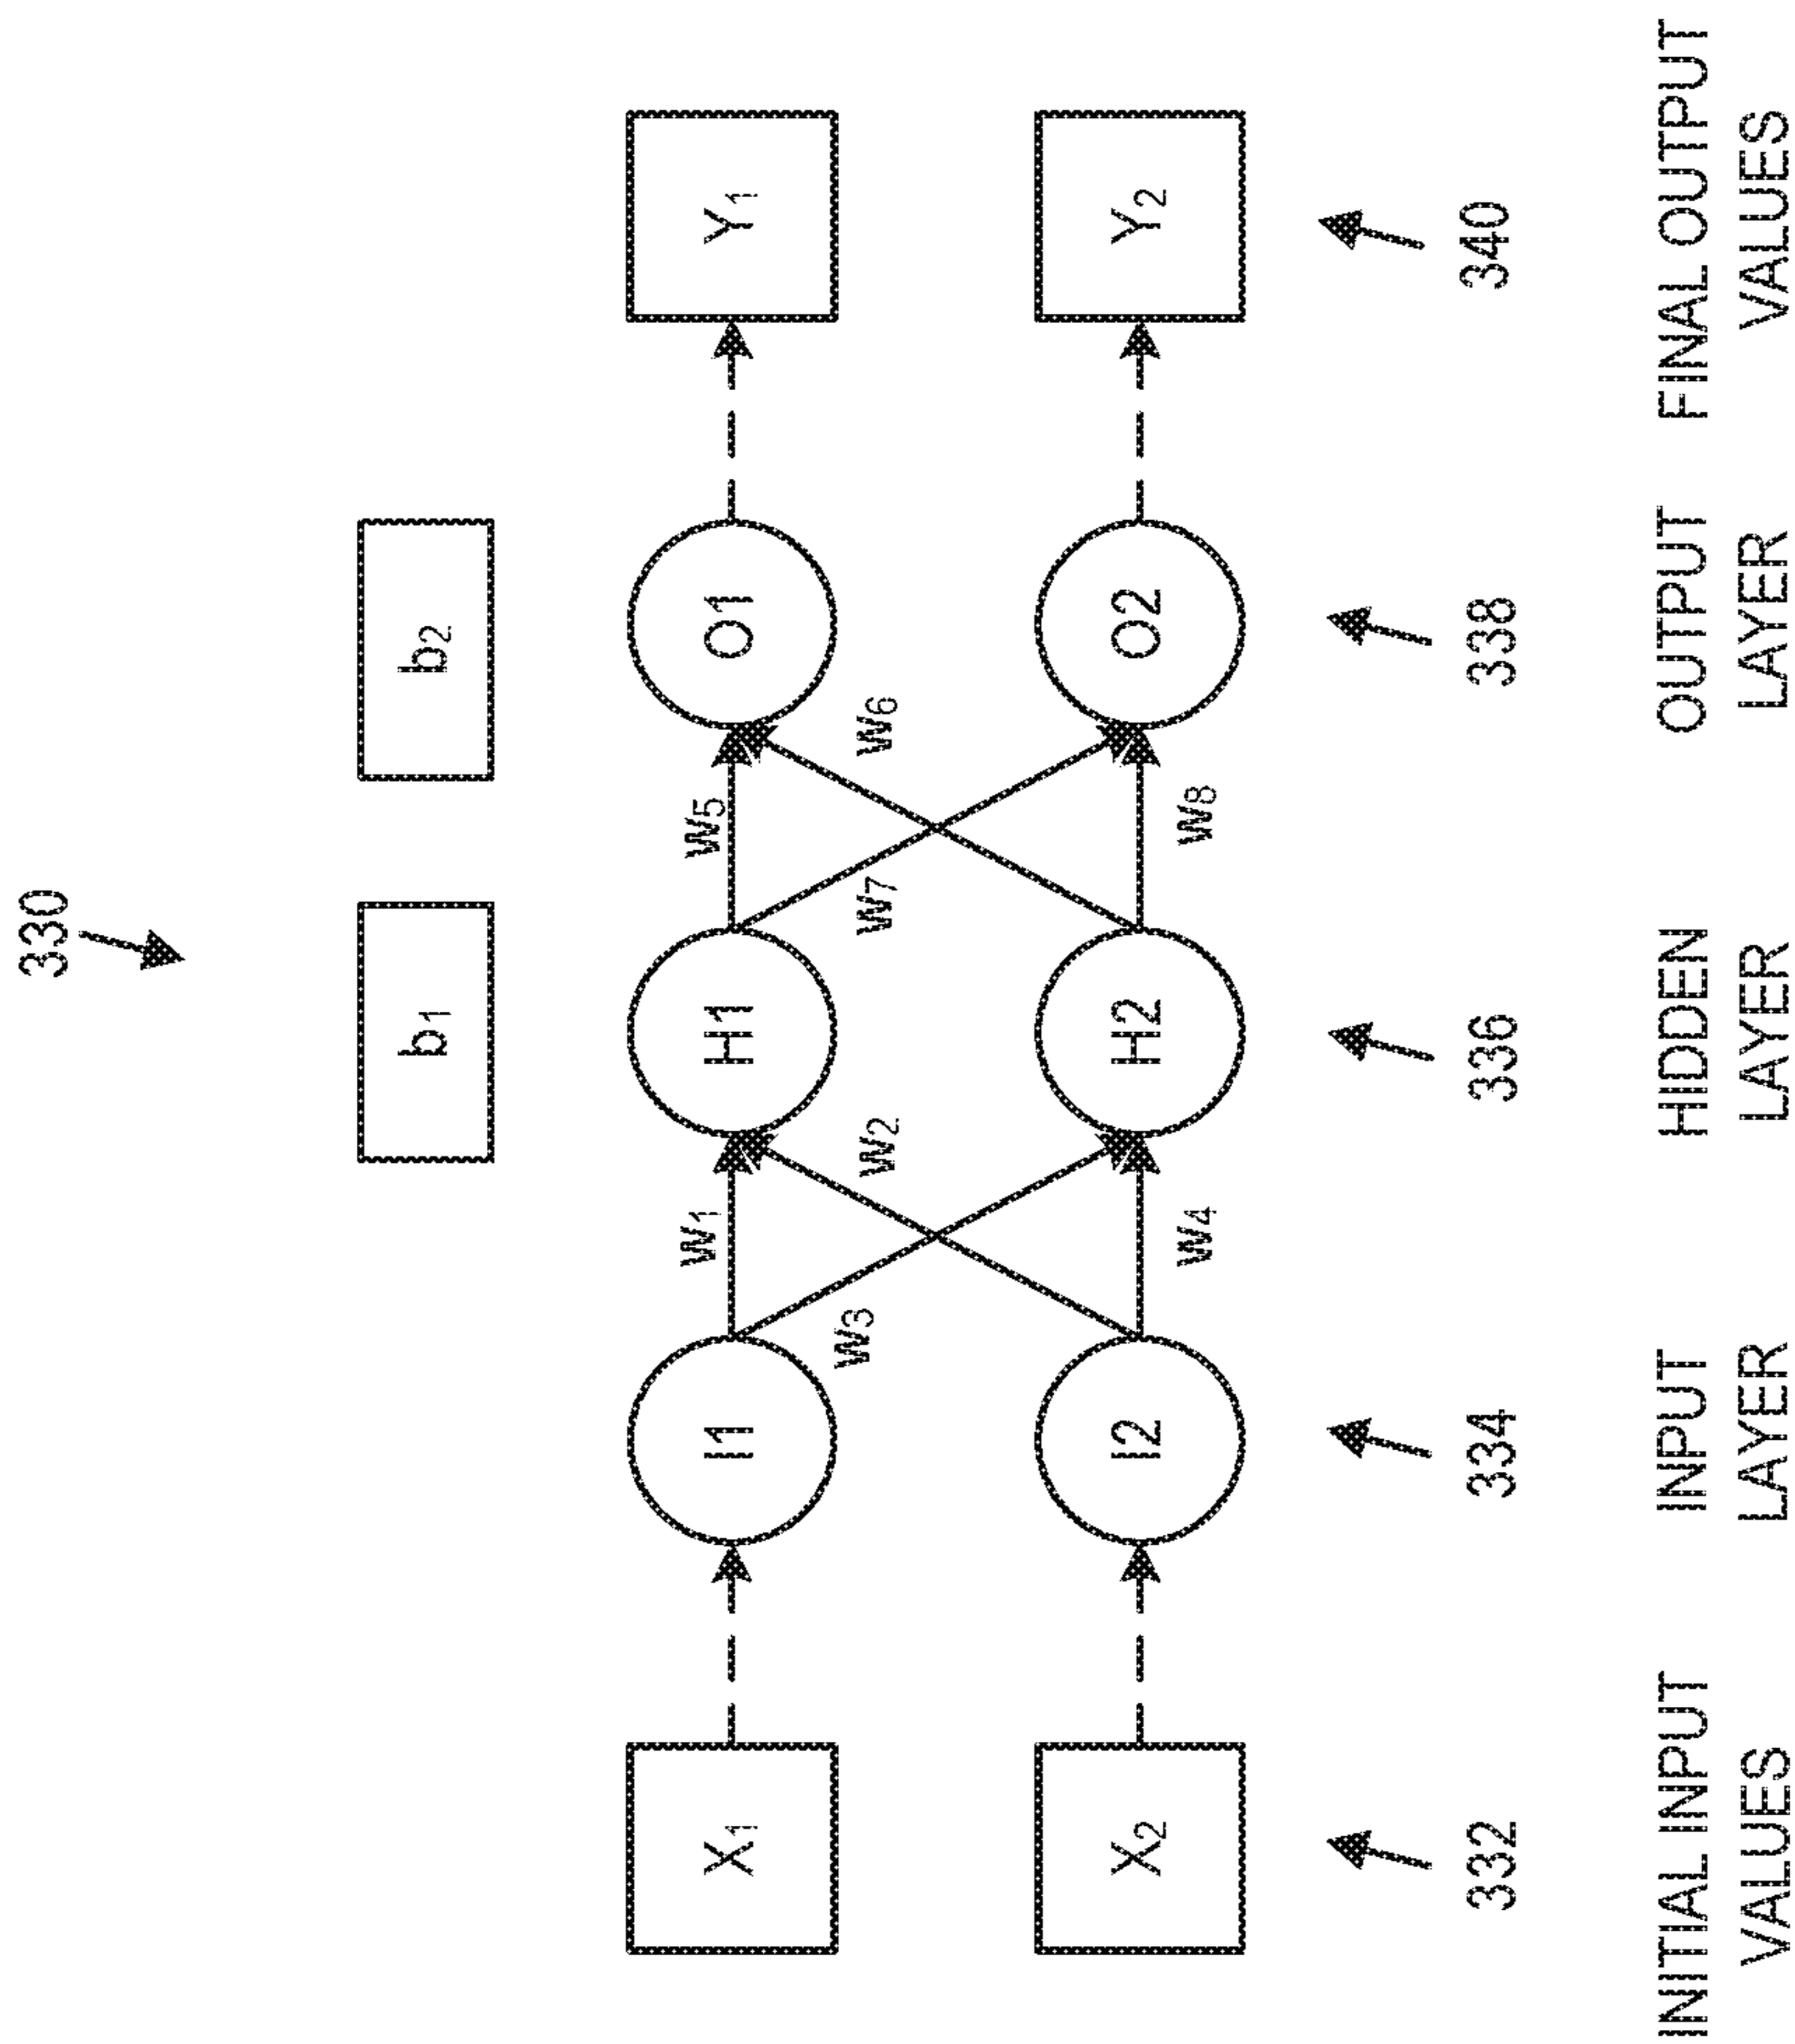 330
b1
b2
X1
I1
w1
H1
w5
O1
Y1
w3
w2
w7
w6
X2
I2
w4
H2
w8
O2
Y2
332
334
336
338
340
INITIAL INPUT
VALUES
INPUT
LAYER
HIDDEN
LAYER
OUTPUT
LAYER
FINAL OUTPUT
VALUES